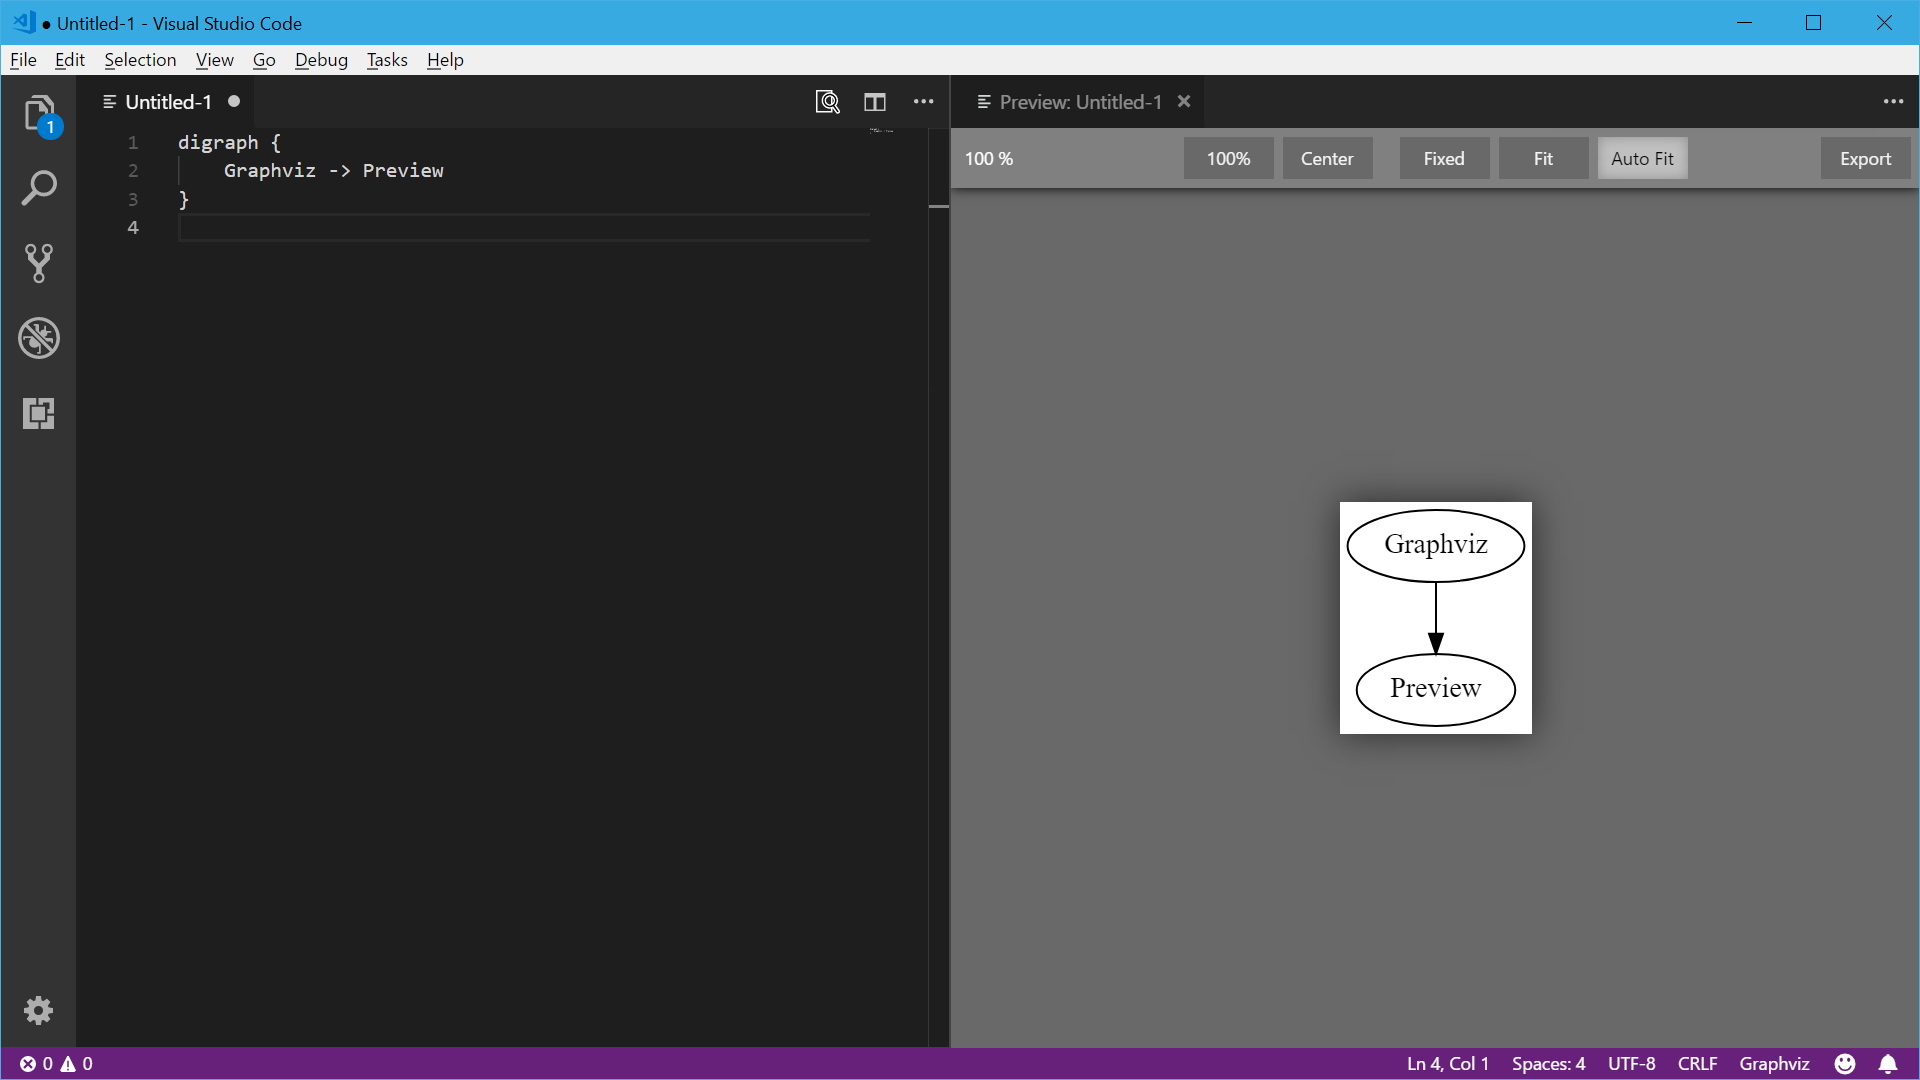 ● Untitled-1 - Visual Studio Code
File Edit Selection View Go Debug Tasks Help
1
Untitled-1 ●
Preview: Untitled-1
1 digraph {
2     Graphviz -> Preview
3 }
4
100 % 100% Center Fixed Fit Auto Fit Export
Graphviz
Preview
0 0 Ln 4, Col 1 Spaces: 4 UTF-8 CRLF Graphviz